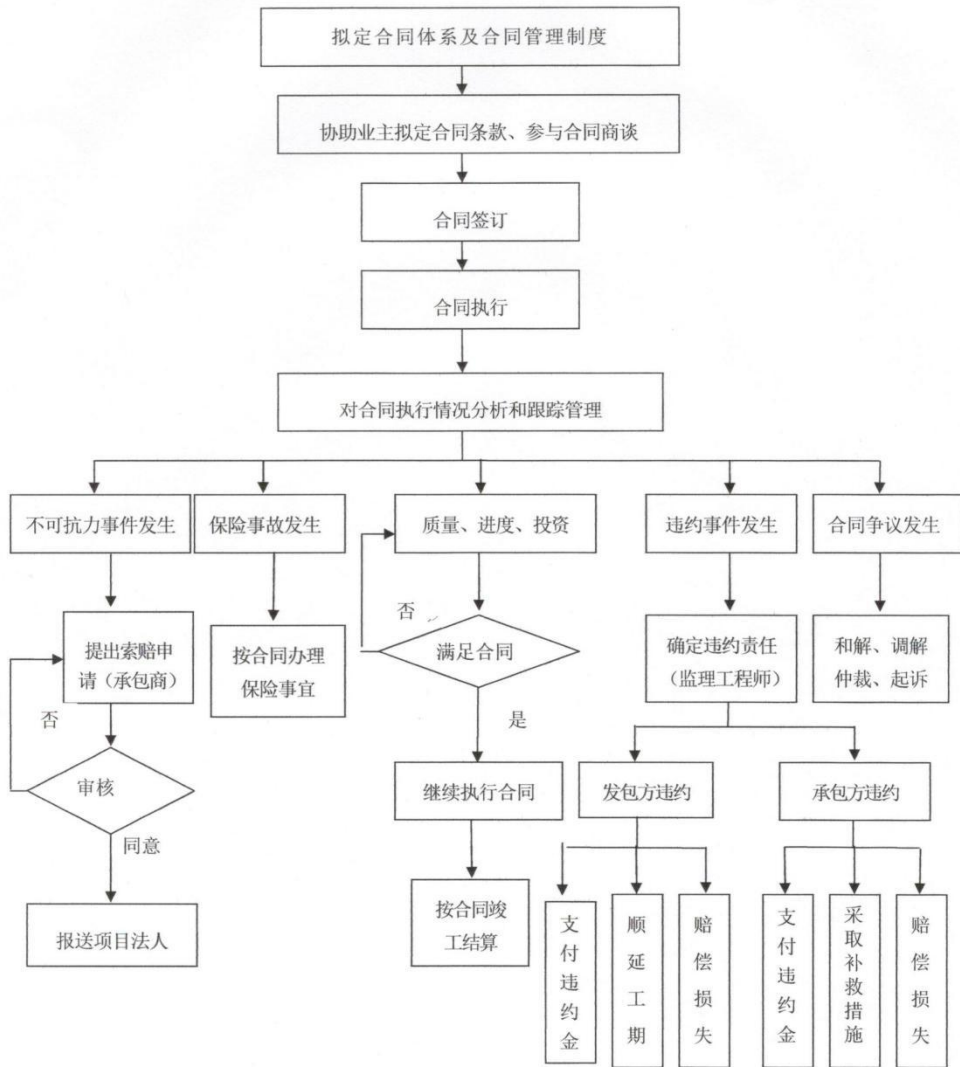 拟定合同体系及合同管理制度
协助业主拟定合同条款、参与合同商谈
合同签订
合同执行
对合同执行情况分析和跟踪管理
不可抗力事件发生
保险事故发生
质量、进度、投资
违约事件发生
合同争议发生
否
提出索赔申
请（承包商）
否
按合同办理
保险事宜
满足合同
确定违约责任
（监理工程师）
和解、调解
仲裁、起诉
是
审核
同意
继续执行合同
发包方违约
承包方违约
报送项目法人
按合同竣
工结算
支付违约金
顺延工期
赔偿损失
支付违约金
采取补救措施
赔偿损失